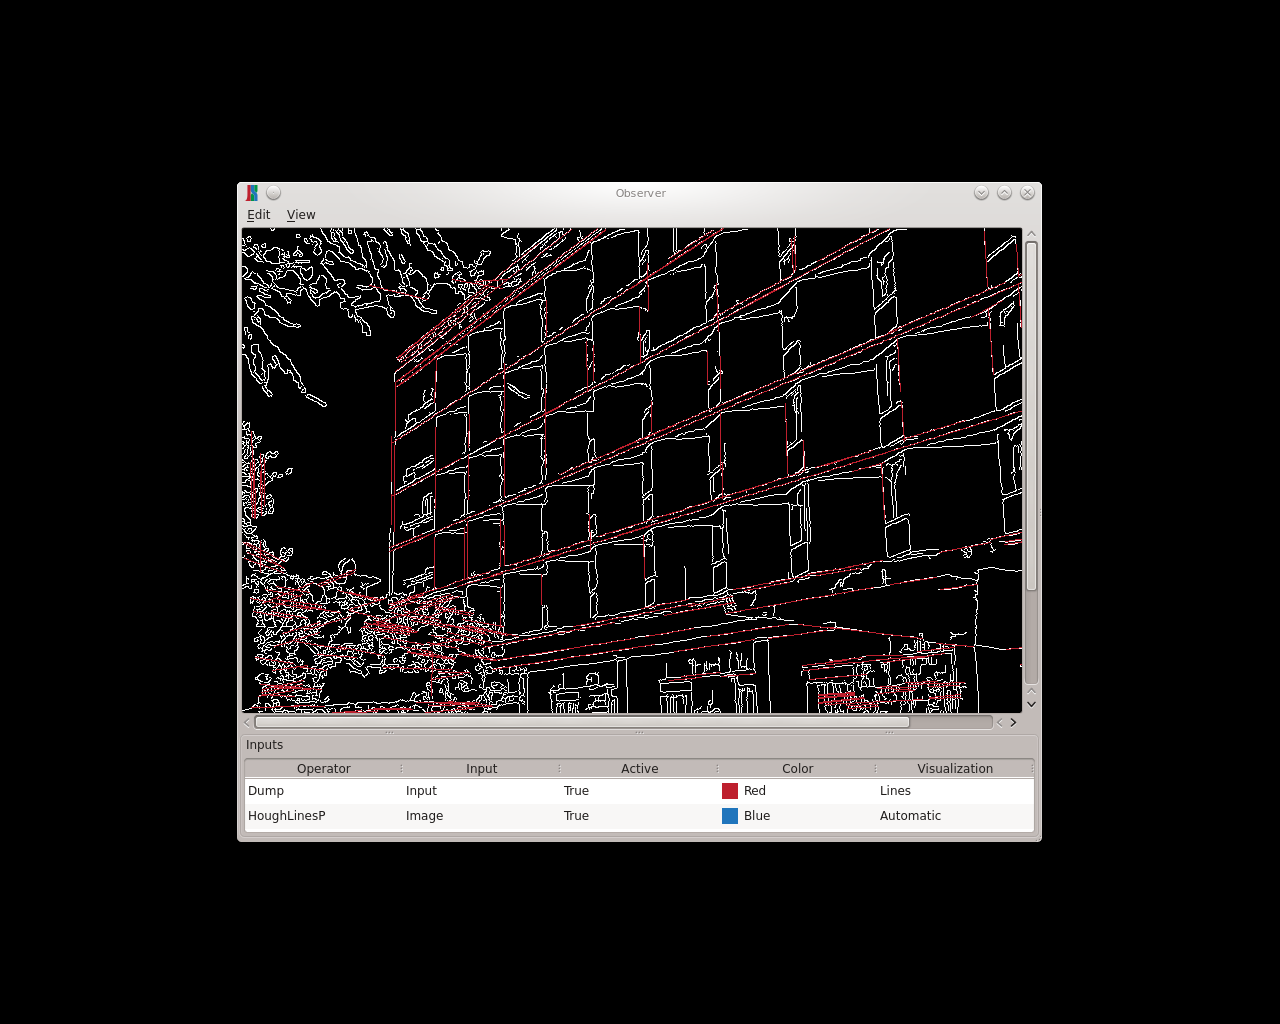 Observer
Edit View
Inputs
Operator Input Active Color Visualization
Dump Input True Red Lines
HoughLinesP Image True Blue Automatic